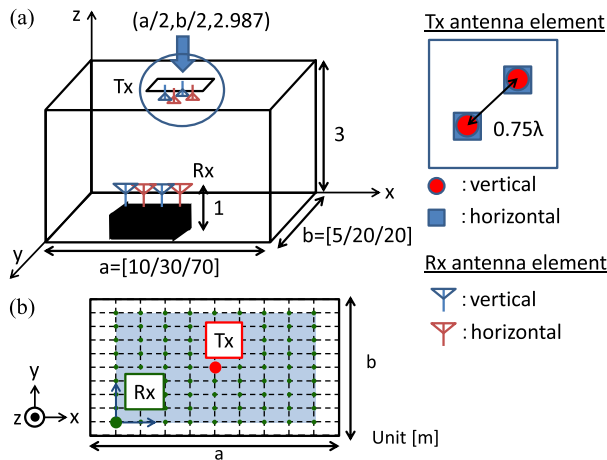 (a)
z
(a/2,b/2,2.987)
Tx
3
Rx
1
x
y
a=[10/30/70]
b=[5/20/20]
Tx antenna element
0.75λ
: vertical
: horizontal
Rx antenna element
: vertical
: horizontal
(b)
Tx
Rx
b
y
z
x
a
Unit [m]